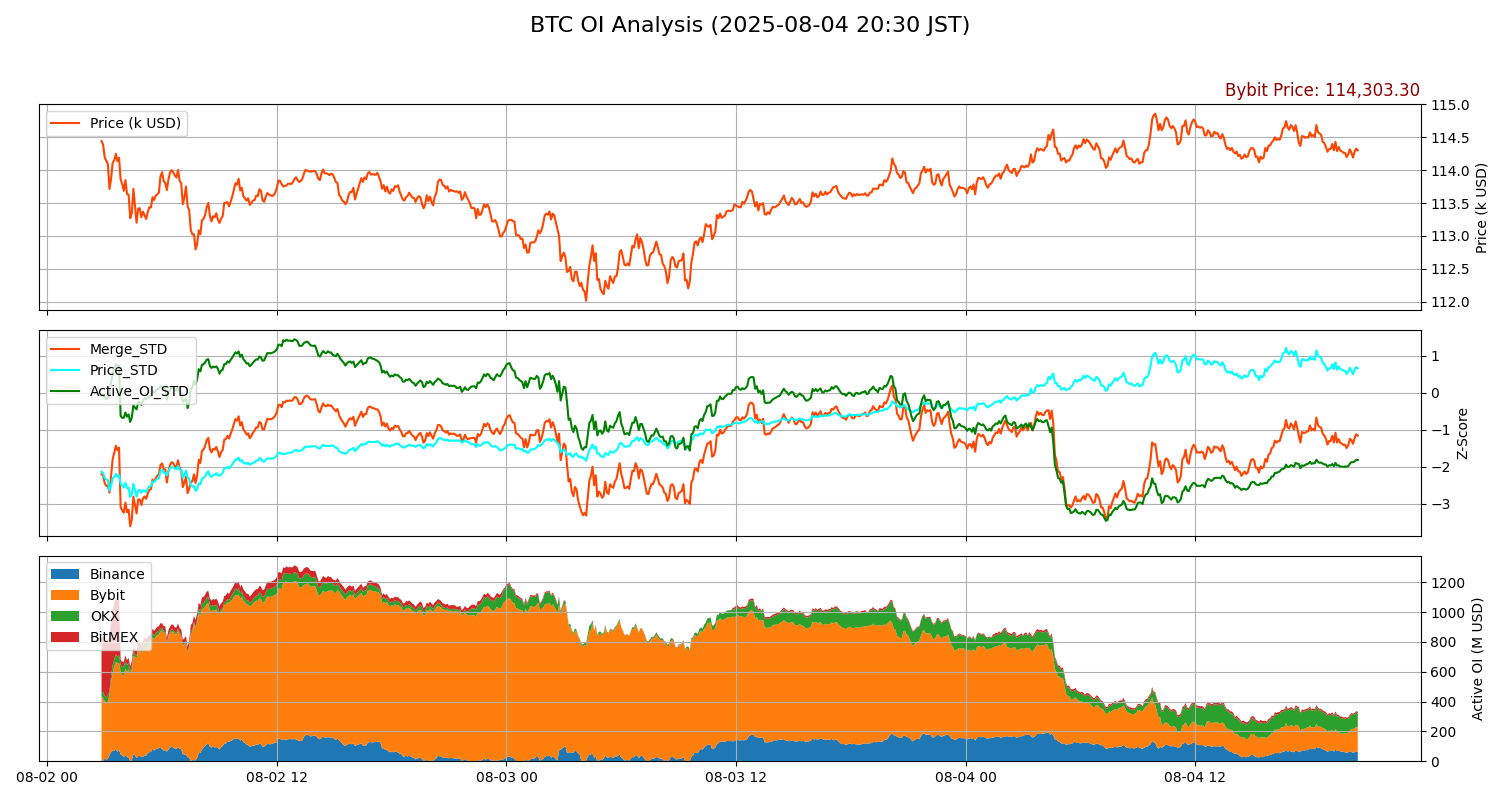 BTC OI Analysis (2025-08-04 20:30 JST)
Bybit Price: 114,303.30
Price (k USD)
115.0
114.5
114.0
113.5
113.0
112.5
112.0
Price (k USD)
Merge_STD
Price_STD
Active_OI_STD
1
0
−1
−2
−3
Z-Score
Binance
Bybit
OKX
BitMEX
1200
1000
800
600
400
200
0
Active OI (M USD)
08-02 00
08-02 12
08-03 00
08-03 12
08-04 00
08-04 12